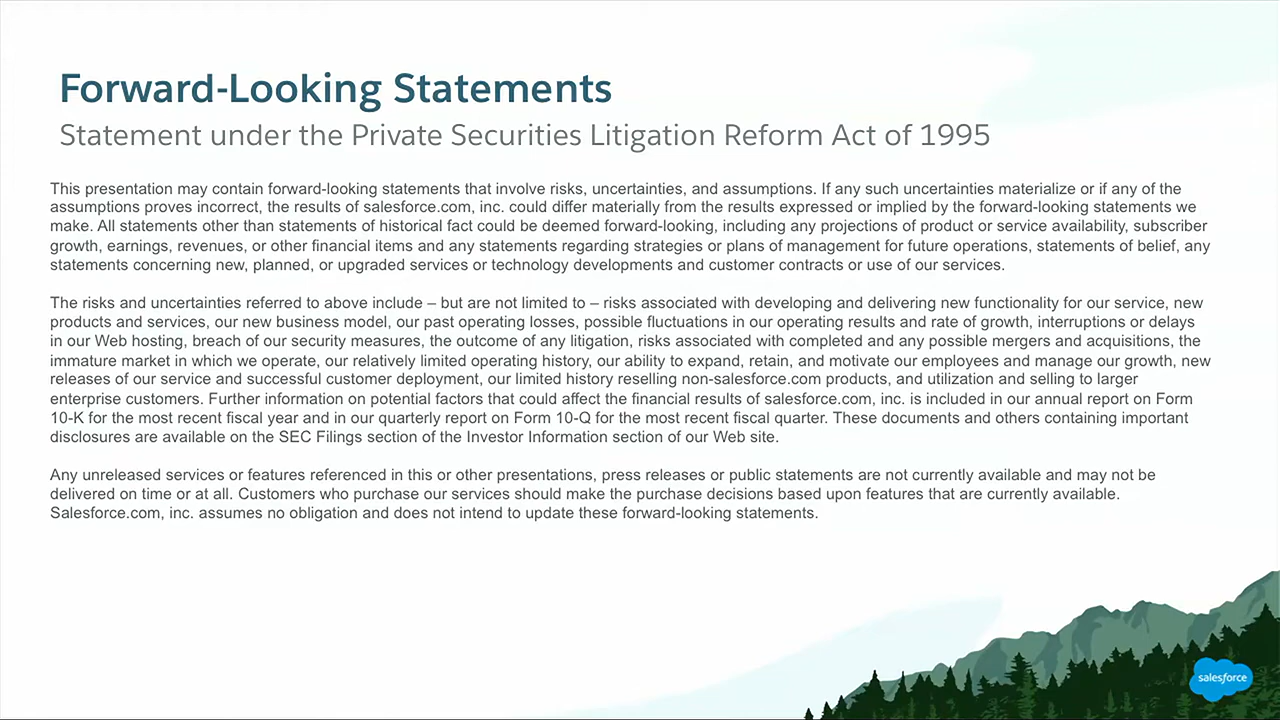 Forward-Looking Statements
Statement under the Private Securities Litigation Reform Act of 1995
This presentation may contain forward-looking statements that involve risks, uncertainties, and assumptions. If any such uncertainties materialize or if any of the
assumptions proves incorrect, the results of salesforce.com, inc. could differ materially from the results expressed or implied by the forward-looking statements we
make. All statements other than statements of historical fact could be deemed forward-looking, including any projections of product or service availability, subscriber
growth, earnings, revenues, or other financial items and any statements regarding strategies or plans of management for future operations, statements of belief, any
statements concerning new, planned, or upgraded services or technology developments and customer contracts or use of our services.
The risks and uncertainties referred to above include – but are not limited to – risks associated with developing and delivering new functionality for our service, new
products and services, our new business model, our past operating losses, possible fluctuations in our operating results and rate of growth, interruptions or delays
in our Web hosting, breach of our security measures, the outcome of any litigation, risks associated with completed and any possible mergers and acquisitions, the
immature market in which we operate, our relatively limited operating history, our ability to expand, retain, and motivate our employees and manage our growth, new
releases of our service and successful customer deployment, our limited history reselling non-salesforce.com products, and utilization and selling to larger
enterprise customers. Further information on potential factors that could affect the financial results of salesforce.com, inc. is included in our annual report on Form
10-K for the most recent fiscal year and in our quarterly report on Form 10-Q for the most recent fiscal quarter. These documents and others containing important
disclosures are available on the SEC Filings section of the Investor Information section of our Web site.
Any unreleased services or features referenced in this or other presentations, press releases or public statements are not currently available and may not be
delivered on time or at all. Customers who purchase our services should make the purchase decisions based upon features that are currently available.
Salesforce.com, inc. assumes no obligation and does not intend to update these forward-looking statements.
salesforce